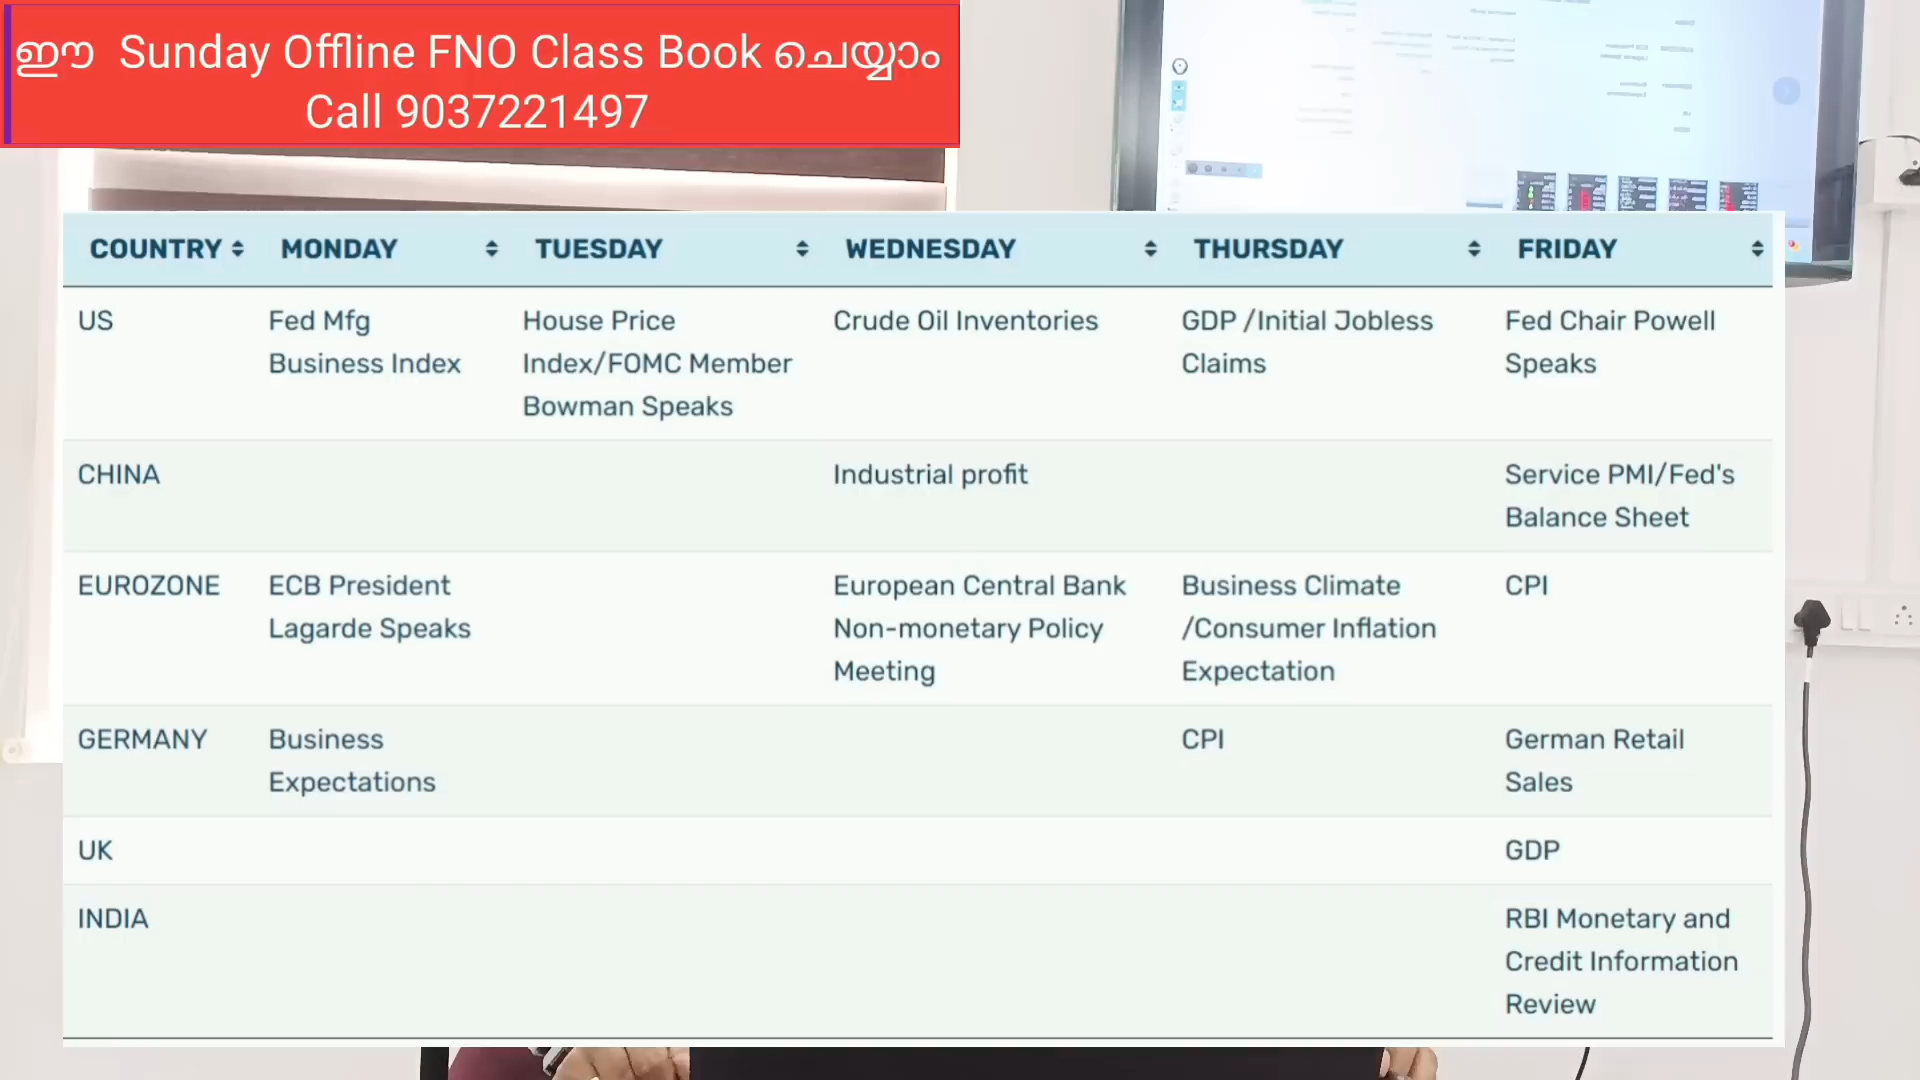 ഈ Sunday Offline FNO Class Book ചെയ്യാം
Call 9037221497
COUNTRY MONDAY TUESDAY WEDNESDAY THURSDAY FRIDAY
US Fed Mfg House Price Crude Oil Inventories GDP /Initial Jobless Fed Chair Powell
Business Index Index/FOMC Member Claims Speaks
Bowman Speaks
CHINA Industrial profit Service PMI/Fed's
Balance Sheet
EUROZONE ECB President European Central Bank Business Climate CPI
Lagarde Speaks Non-monetary Policy /Consumer Inflation
Meeting Expectation
GERMANY Business CPI German Retail
Expectations Sales
UK GDP
INDIA RBI Monetary and
Credit Information
Review